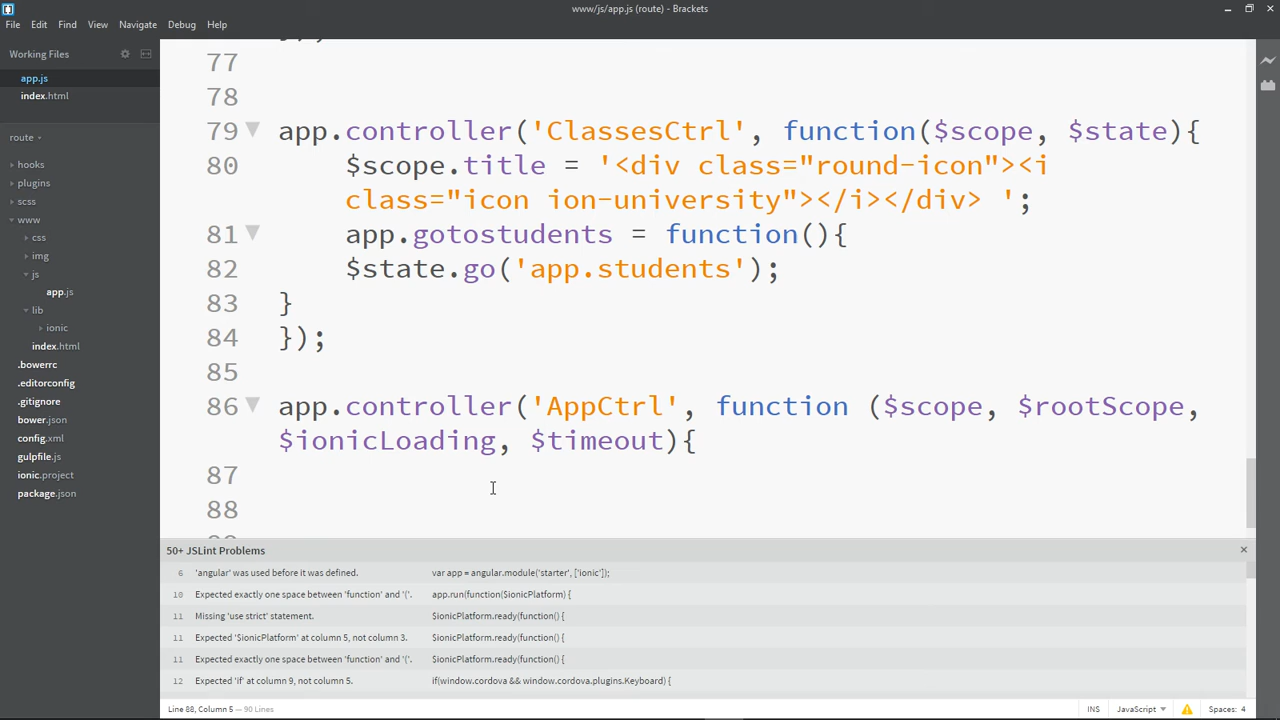 www/js/app.js (route) - Brackets
File Edit Find View Navigate Debug Help
Working Files
app.js
index.html
route
hooks
plugins
scss
www
css
img
js
app.js
lib
ionic
index.html
.bowerrc
.editorconfig
.gitignore
bower.json
config.xml
gulpfile.js
ionic.project
package.json
77
78
79 app.controller('ClassesCtrl', function($scope, $state){
80 $scope.title = '<div class="round-icon"><i
class="icon ion-university"></i></div> ';
81 app.gotostudents = function(){
82 $state.go('app.students');
83 }
84 });
85
86 app.controller('AppCtrl', function ($scope, $rootScope,
$ionicLoading, $timeout){
87
88
50+ JSLint Problems
6 'angular' was used before it was defined. var app = angular.module('starter', ['ionic']);
10 Expected exactly one space between 'function' and '('. app.run(function($ionicPlatform) {
11 Missing 'use strict' statement. $ionicPlatform.ready(function() {
11 Expected '$ionicPlatform' at column 5, not column 3. $ionicPlatform.ready(function() {
11 Expected exactly one space between 'function' and '('. $ionicPlatform.ready(function() {
12 Expected 'if' at column 9, not column 5. if(window.cordova && window.cordova.plugins.Keyboard) {
Line 88, Column 5 — 90 Lines INS JavaScript Spaces: 4